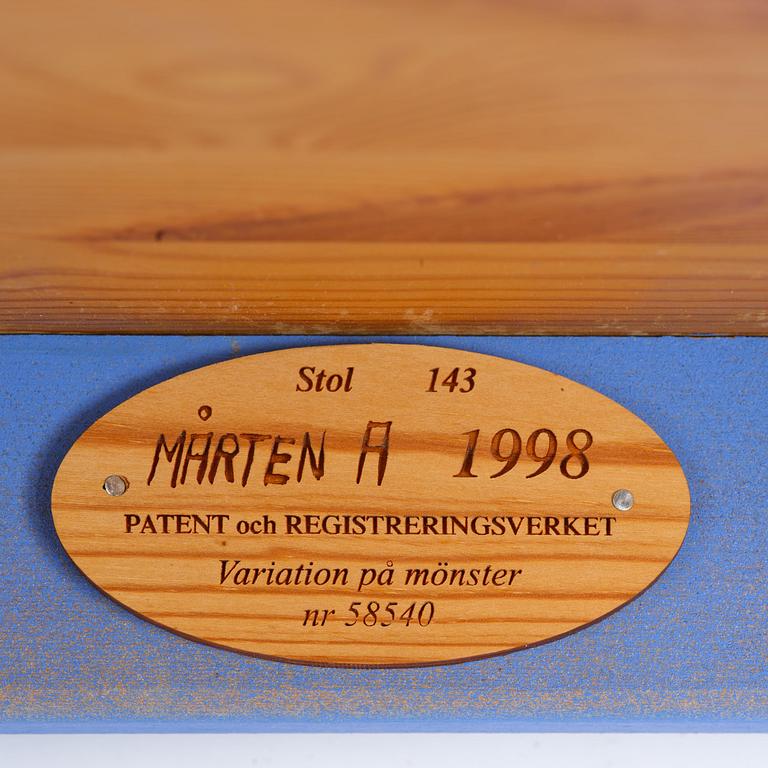 Stol 143
MÅRTEN A 1998
PATENT och REGISTRERINGSVERKET
Variation på mönster
nr 58540